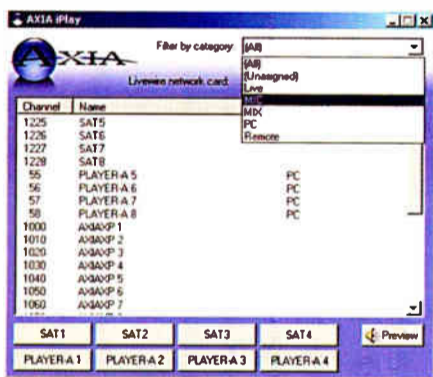 AXIA iPlay
AXIA
Filter by category: (All)
Livewire network card:
(All)
(Unassigned)
Live
MIC
MIX
PC
Remote
Channel Name
1225 SAT5
1226 SAT6
1227 SAT7
1228 SAT8
55 PLAYER-A 5 PC
56 PLAYER-A 6 PC
57 PLAYER-A 7 PC
58 PLAYER-A 8 PC
1000 AXIAXP 1
1010 AXIAXP 2
1020 AXIAXP 3
1030 AXIAXP 4
1040 AXIAXP 5
1050 AXIAXP 6
1060 AXIAXP 7
SAT1 SAT2 SAT3 SAT4 Preview
PLAYER-A 1 PLAYER-A 2 PLAYER-A 3 PLAYER-A 4